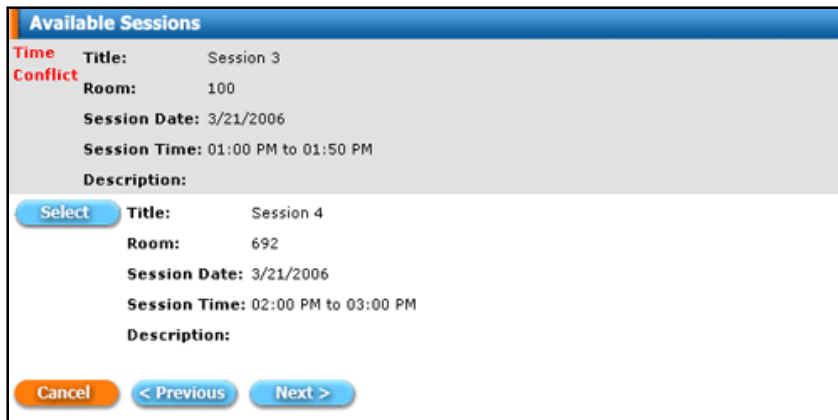 Available Sessions
Time Conflict
Title: Session 3
Room: 100
Session Date: 3/21/2006
Session Time: 01:00 PM to 01:50 PM
Description:
Select
Title: Session 4
Room: 692
Session Date: 3/21/2006
Session Time: 02:00 PM to 03:00 PM
Description:
Cancel < Previous Next >